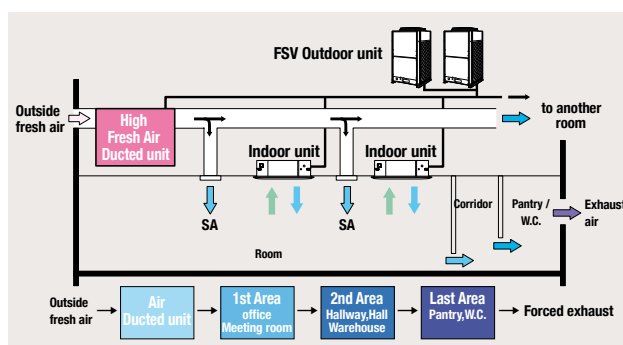 FSV Outdoor unit
Outside
fresh air
High
Fresh Air
Ducted unit
to another
room
Indoor unit
Indoor unit
SA
SA
Corridor
Pantry /
W.C.
Exhaust
air
Room
Outside
fresh air
Air
Ducted unit
1st Area
office
Meeting room
2nd Area
Hallway,Hall
Warehouse
Last Area
Pantry,W.C.
Forced exhaust